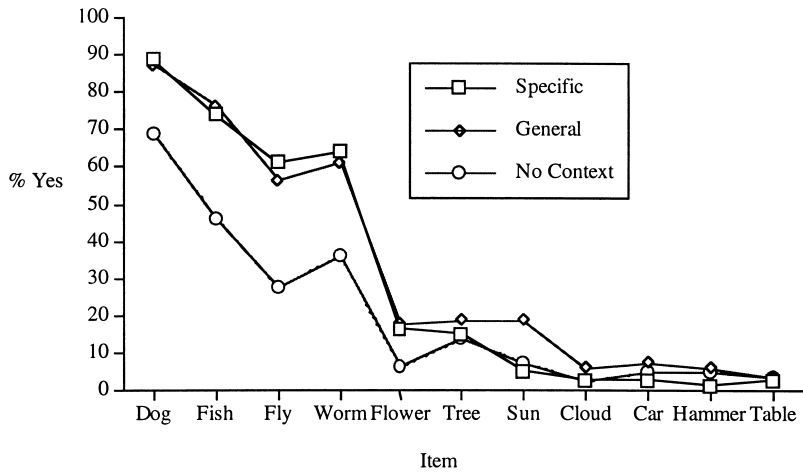 100
90
80
70
60
50
40
30
20
10
0
% Yes
Specific
General
No Context
Dog Fish Fly Worm Flower Tree Sun Cloud Car Hammer Table
Item